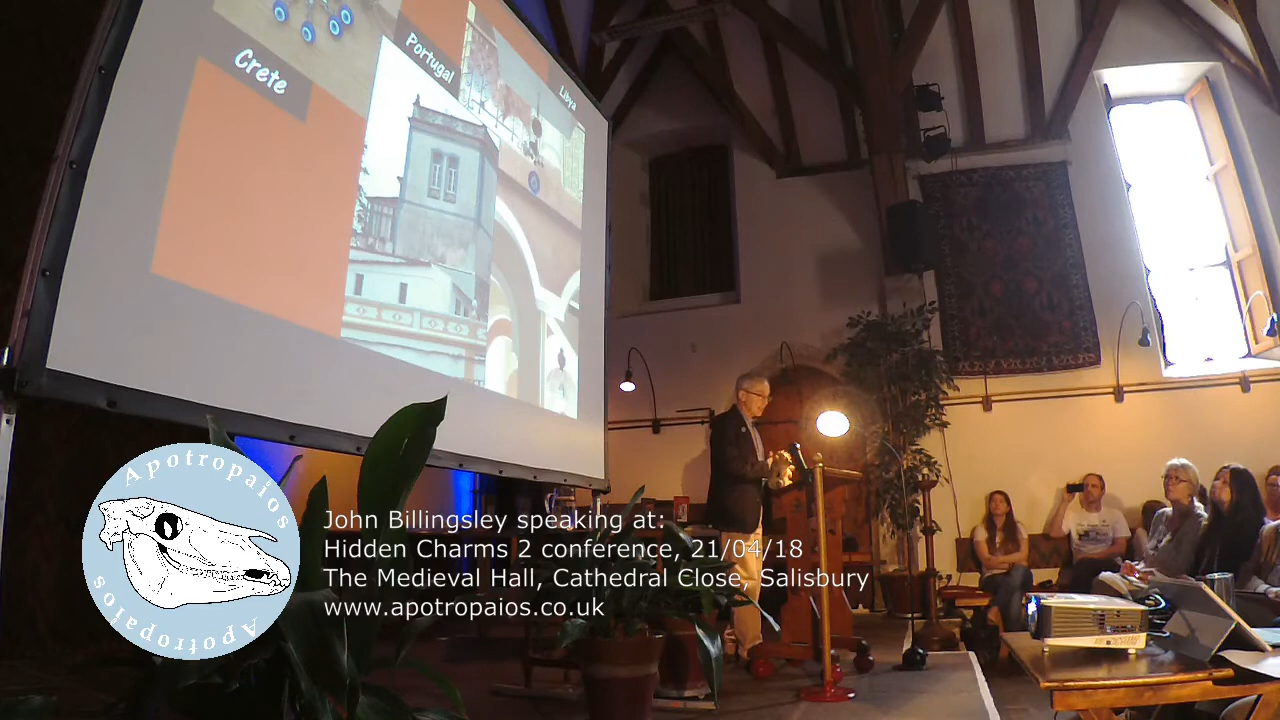 Crete
Portugal
Libya
Apotropaios
Apotropaios
John Billingsley speaking at:
Hidden Charms 2 conference, 21/04/18
The Medieval Hall, Cathedral Close, Salisbury
www.apotropaios.co.uk